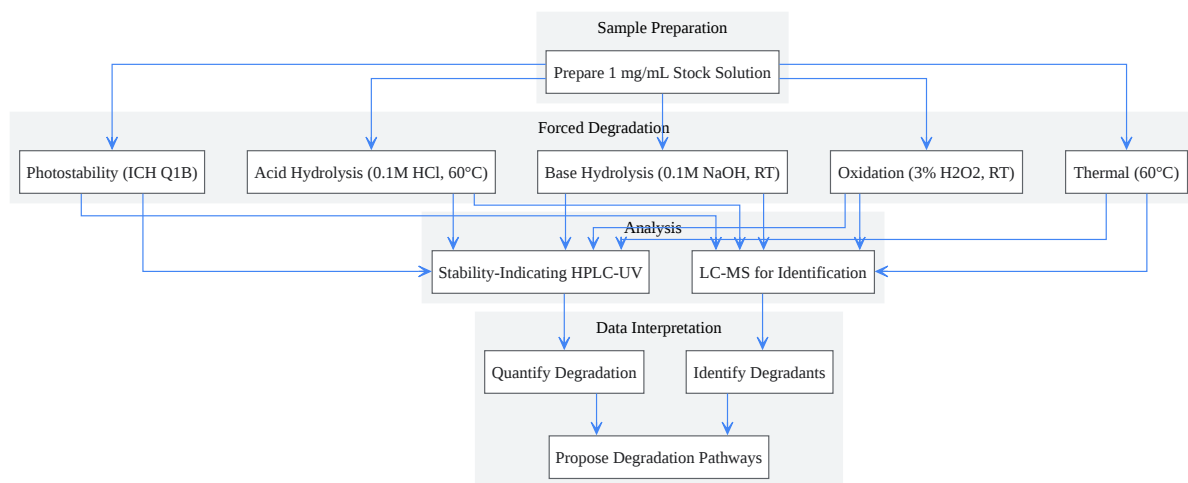 Sample Preparation
Prepare 1 mg/mL Stock Solution
Forced Degradation
Photostability (ICH Q1B)
Acid Hydrolysis (0.1M HCl, 60°C)
Base Hydrolysis (0.1M NaOH, RT)
Oxidation (3% H2O2, RT)
Thermal (60°C)
Analysis
Stability-Indicating HPLC-UV
LC-MS for Identification
Data Interpretation
Quantify Degradation
Identify Degradants
Propose Degradation Pathways